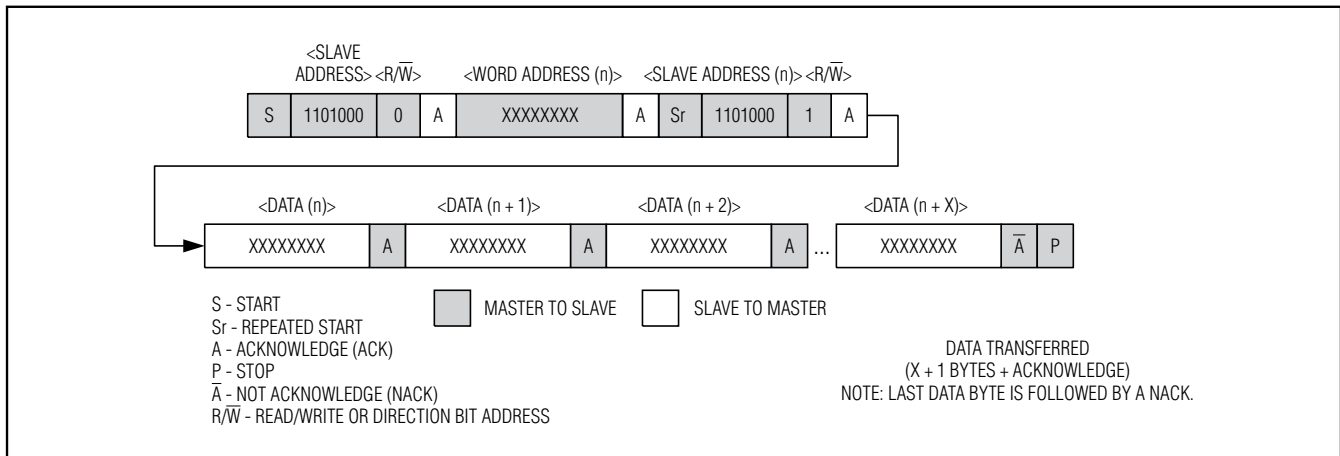 <SLAVE
ADDRESS> <R/W̅> <WORD ADDRESS (n)> <SLAVE ADDRESS (n)> <R/W̅>
S 1101000 0 A XXXXXXXX A Sr 1101000 1 A
<DATA (n)> <DATA (n + 1)> <DATA (n + 2)> <DATA (n + X)>
XXXXXXXX A XXXXXXXX A XXXXXXXX A ... XXXXXXXX A̅ P
S - START
Sr - REPEATED START
A - ACKNOWLEDGE (ACK)
P - STOP
A̅ - NOT ACKNOWLEDGE (NACK)
R/W̅ - READ/WRITE OR DIRECTION BIT ADDRESS
MASTER TO SLAVE SLAVE TO MASTER
DATA TRANSFERRED
(X + 1 BYTES + ACKNOWLEDGE)
NOTE: LAST DATA BYTE IS FOLLOWED BY A NACK.